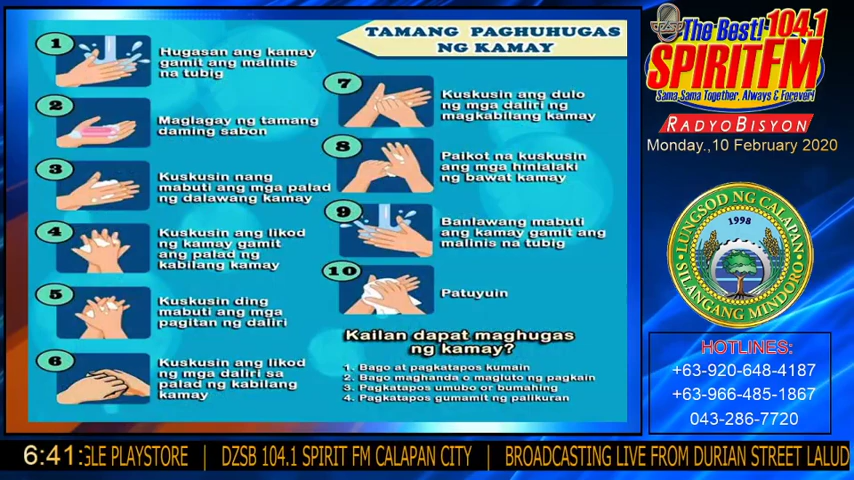 TAMANG PAGHUHUGAS
NG KAMAY
1
Hugasan ang kamay
gamit ang malinis
na tubig
2
Maglagay ng tamang
daming sabon
3
Kuskusin nang
mabuti ang mga palad
ng dalawang kamay
4
Kuskusin ang likod
ng kamay gamit
ang palad ng
kabilang kamay
5
Kuskusin ding
mabuti ang mga
pagitan ng daliri
6
Kuskusin ang likod
ng mga daliri sa
palad ng kabilang
kamay
7
Kuskusin ang dulo
ng mga daliri ng
magkabilang kamay
8
Paikot na kuskusin
ang mga hinlalaki
ng bawat kamay
9
Banlawang mabuti
ang kamay gamit ang
malinis na tubig
10
Patuyuin
Kailan dapat maghugas
ng kamay?
1. Bago at pagkatapos kumain
2. Bago maghanda o magluto ng pagkain
3. Pagkatapos umubo or bumahing
4. Pagkatapos gumamit ng palikuran
The Best! 104.1
SPIRIT FM
Sama, Sama Together, Always & Forever!
RADYOBISYON
Monday.,10 February 2020
LUNGSOD NG CALAPAN
1998
SILANGANG MINDORO
HOTLINES:
+63-920-648-4187
+63-966-485-1867
043-286-7720
6:41: GLE PLAYSTORE | DZSB 104.1 SPIRIT FM CALAPAN CITY | BROADCASTING LIVE FROM DURIAN STREET LALUD